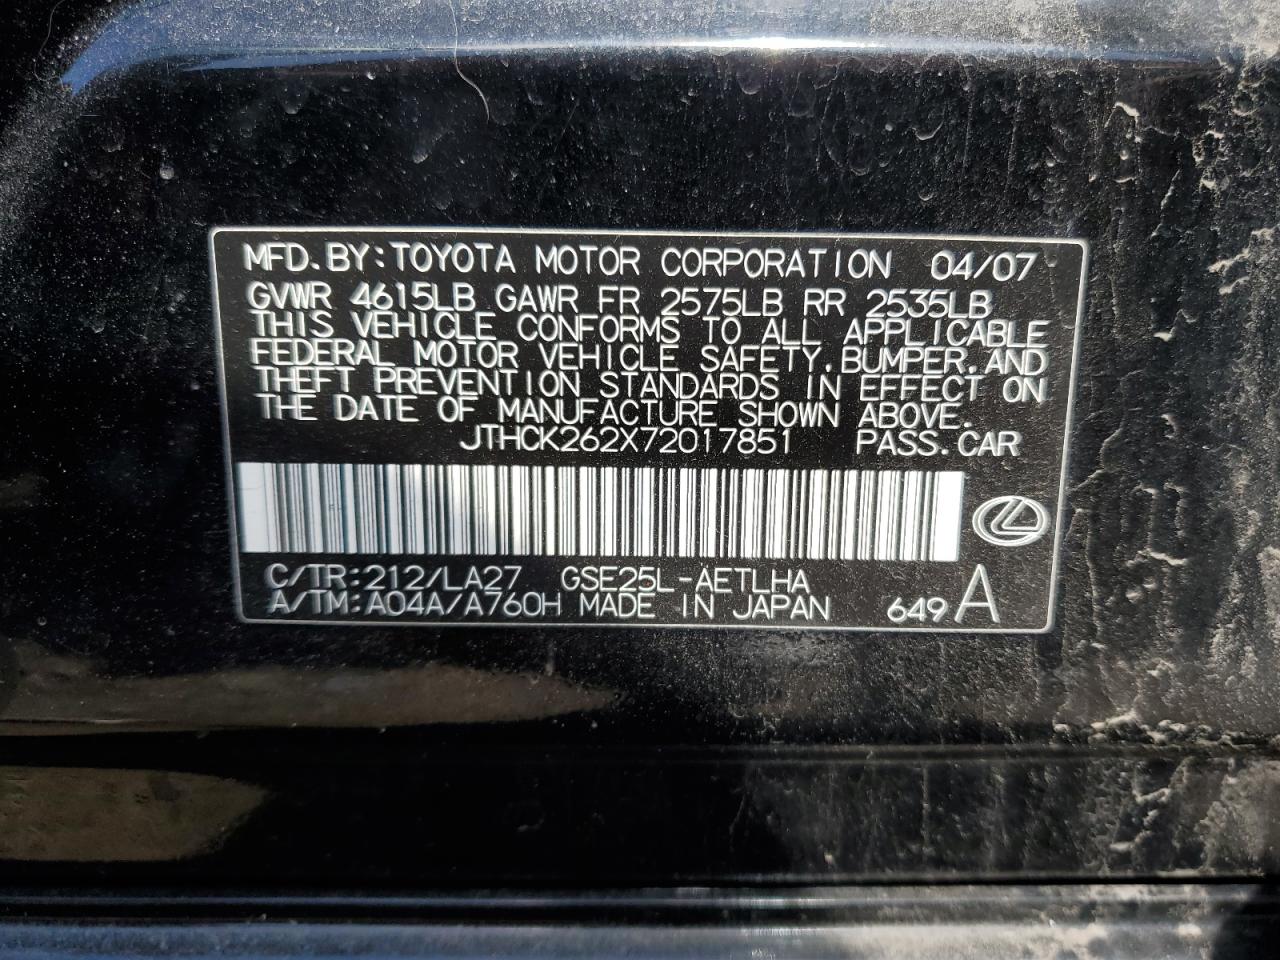 MFD.BY:TOYOTA MOTOR CORPORATION 04/07
GVWR 4615LB GAWR FR 2575LB RR 2535LB
THIS VEHICLE CONFORMS TO ALL APPLICABLE
FEDERAL MOTOR VEHICLE SAFETY,BUMPER,AND
THEFT PREVENTION STANDARDS IN EFFECT ON
THE DATE OF MANUFACTURE SHOWN ABOVE.
JTHCK262X72017851 PASS.CAR
C/TR:212/LA27 GSE25L-AETLHA
A/TM:A04A/A760H MADE IN JAPAN 649 A